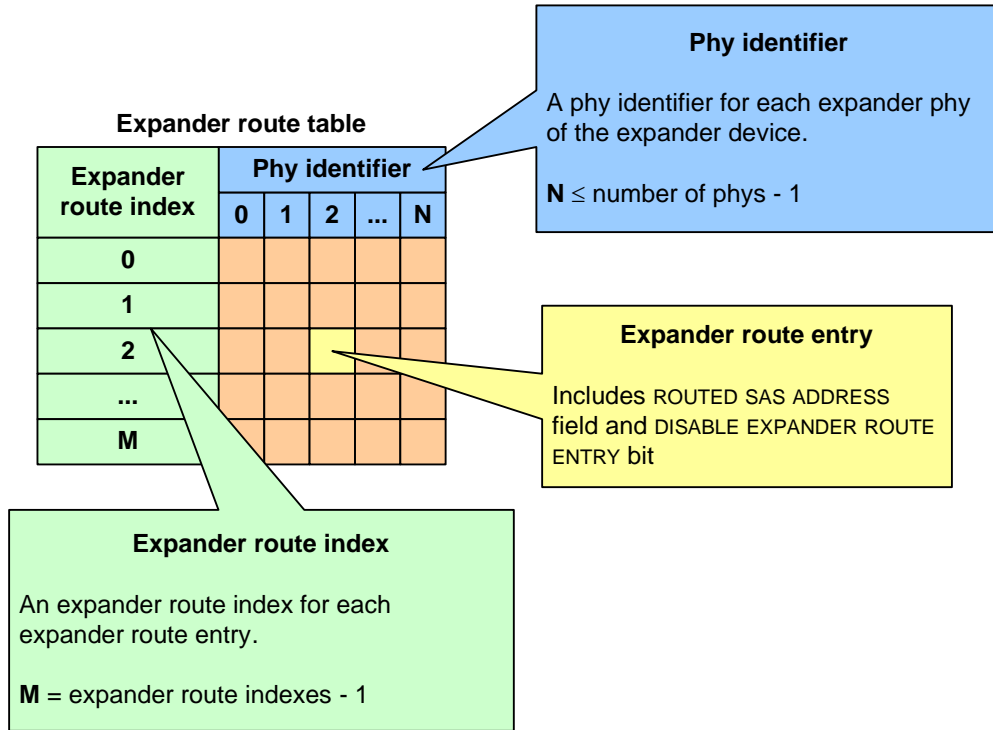 Phy identifier
A phy identifier for each expander phy
of the expander device.
N ≤ number of phys - 1
Expander route table
Expander
route index
Phy identifier
0 1 2 ... N
0
1
2
...
M
Expander route entry
Includes ROUTED SAS ADDRESS
field and DISABLE EXPANDER ROUTE
ENTRY bit
Expander route index
An expander route index for each
expander route entry.
M = expander route indexes - 1